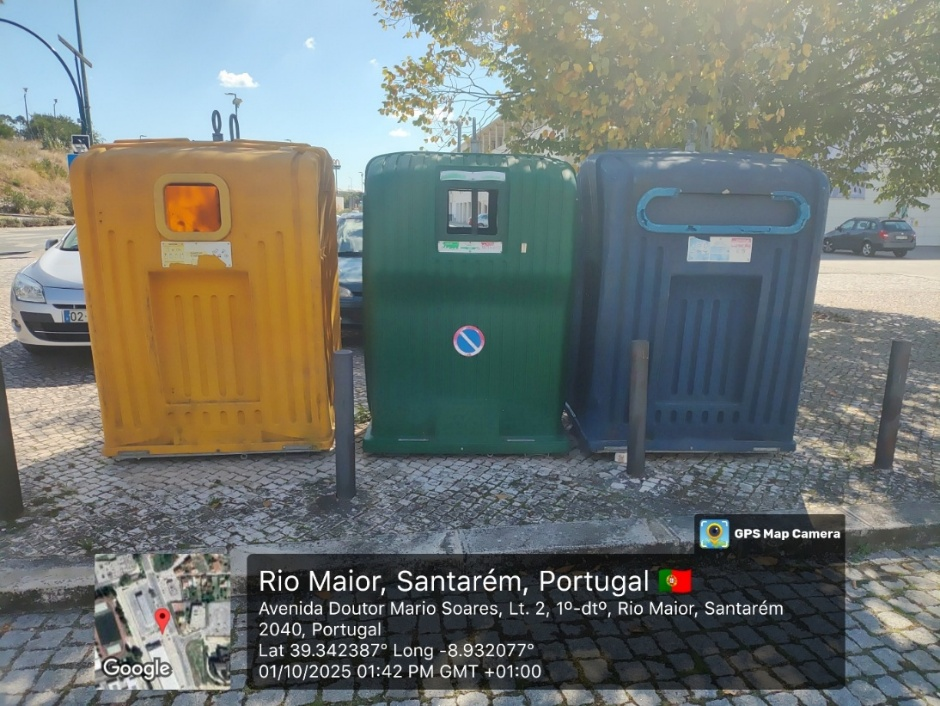 02-
GPS Map Camera
Rio Maior, Santarém, Portugal 🇵🇹
Avenida Doutor Mario Soares, Lt. 2, 1º-dtº, Rio Maior, Santarém
2040, Portugal
Lat 39.342387° Long -8.932077°
01/10/2025 01:42 PM GMT +01:00
Google